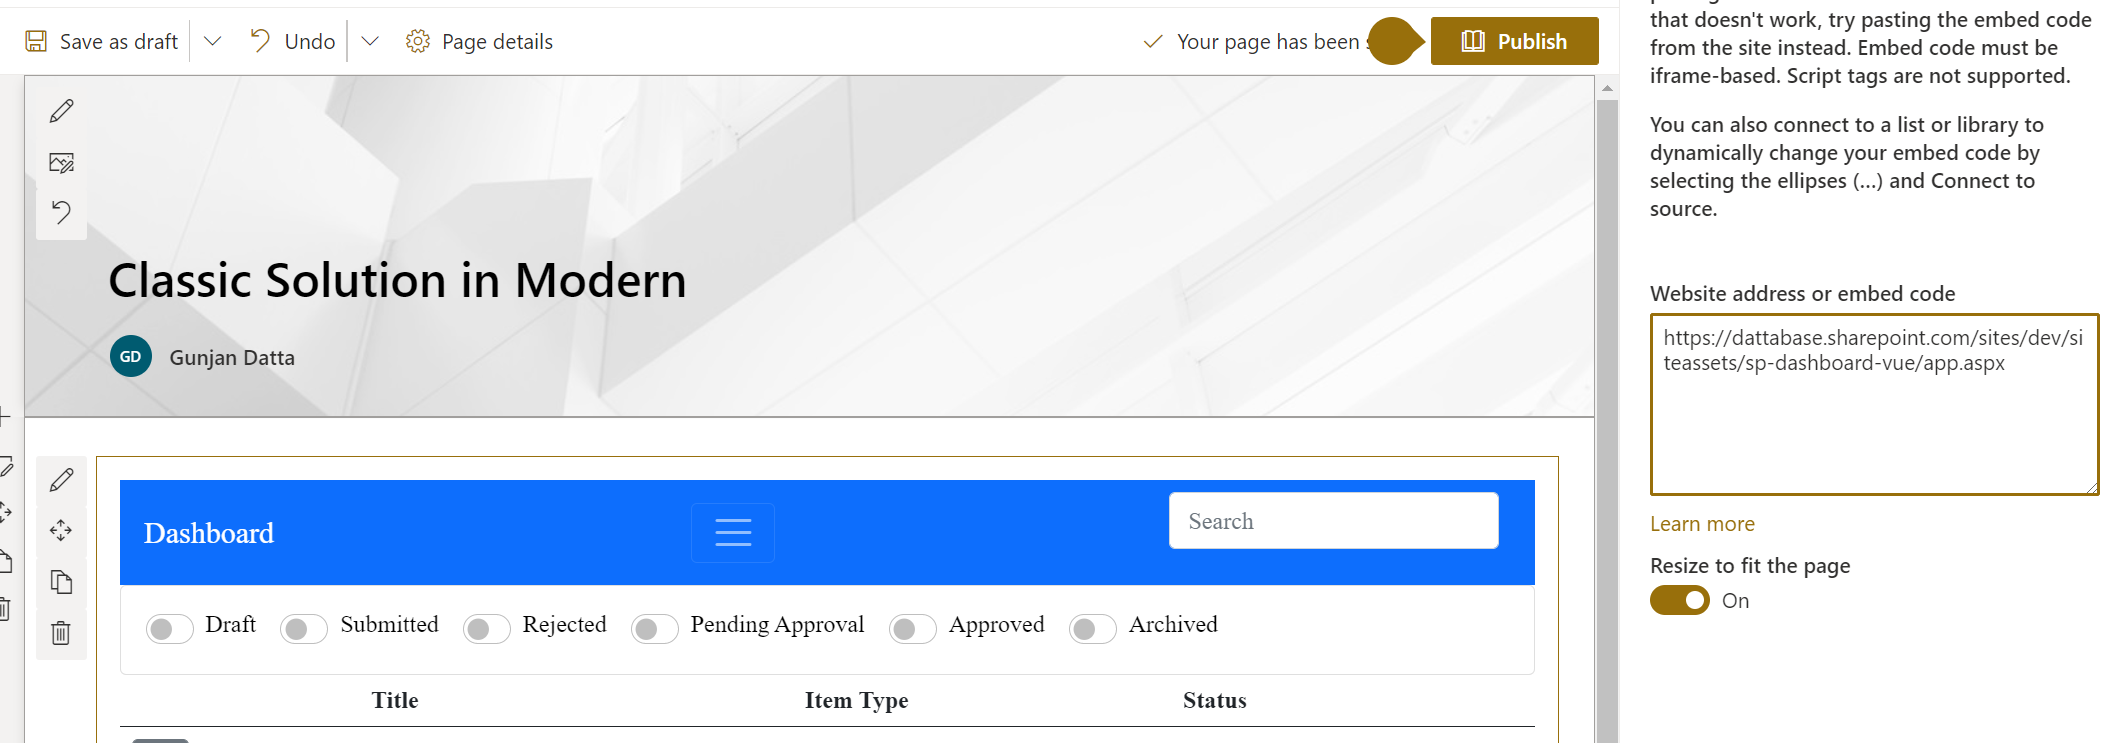 Save as draft
Undo
Page details
Your page has been
Publish
that doesn't work, try pasting the embed code
from the site instead. Embed code must be
iframe-based. Script tags are not supported.
You can also connect to a list or library to
dynamically change your embed code by
selecting the ellipses (...) and Connect to
source.
Classic Solution in Modern
GD
Gunjan Datta
Website address or embed code
https://dattabase.sharepoint.com/sites/dev/si
teassets/sp-dashboard-vue/app.aspx
Learn more
Resize to fit the page
On
Dashboard
Search
Draft
Submitted
Rejected
Pending Approval
Approved
Archived
Title
Item Type
Status